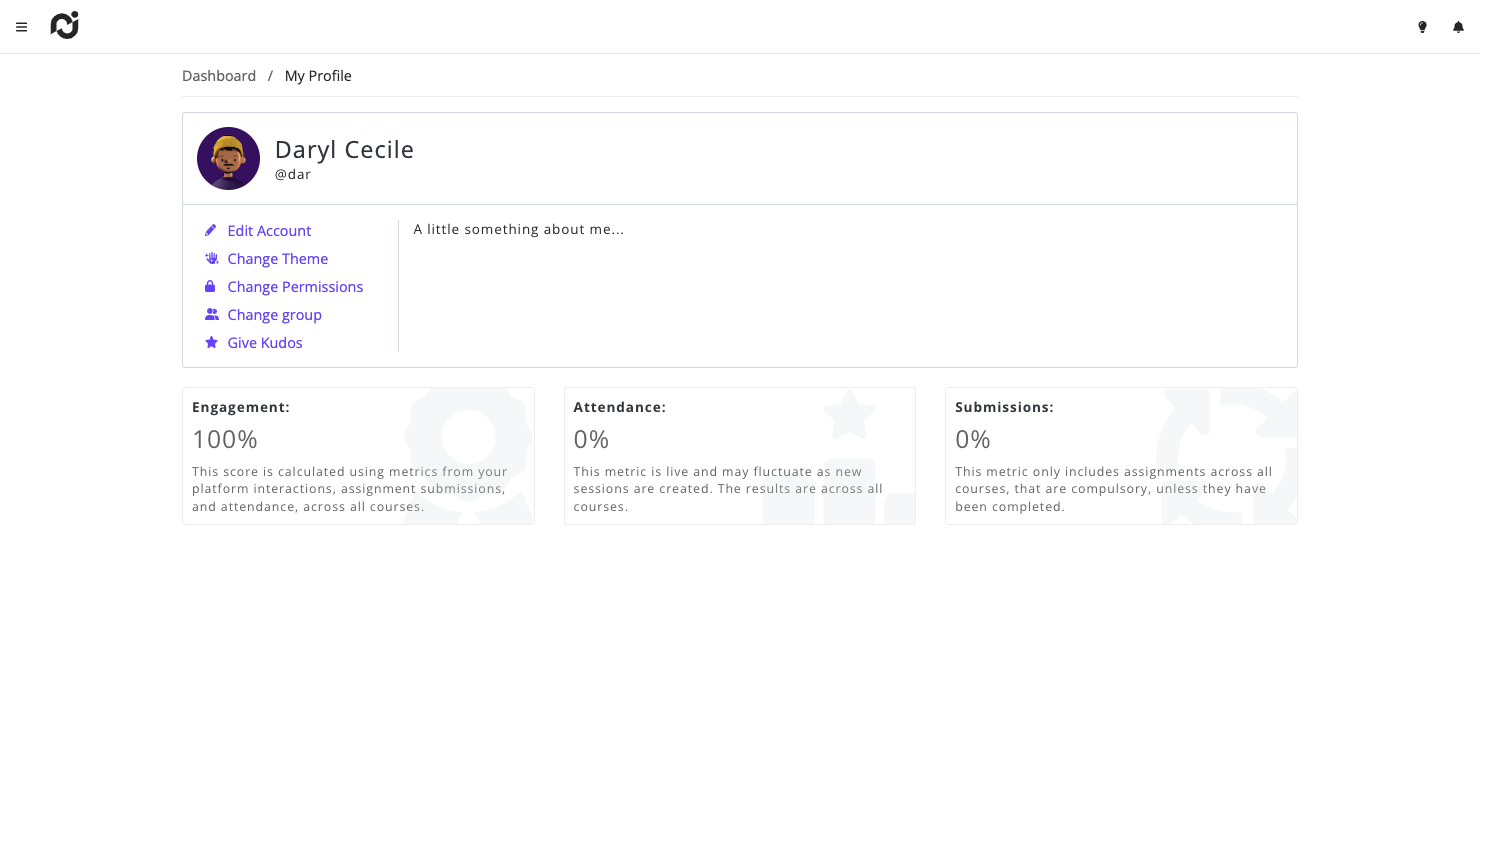 Dashboard / My Profile
Daryl Cecile
@dar
Edit Account
Change Theme
Change Permissions
Change group
Give Kudos
A little something about me...
Engagement:
100%
This score is calculated using metrics from your
platform interactions, assignment submissions,
and attendance, across all courses.
Attendance:
0%
This metric is live and may fluctuate as new
sessions are created. The results are across all
courses.
Submissions:
0%
This metric only includes assignments across all
courses, that are compulsory, unless they have
been completed.